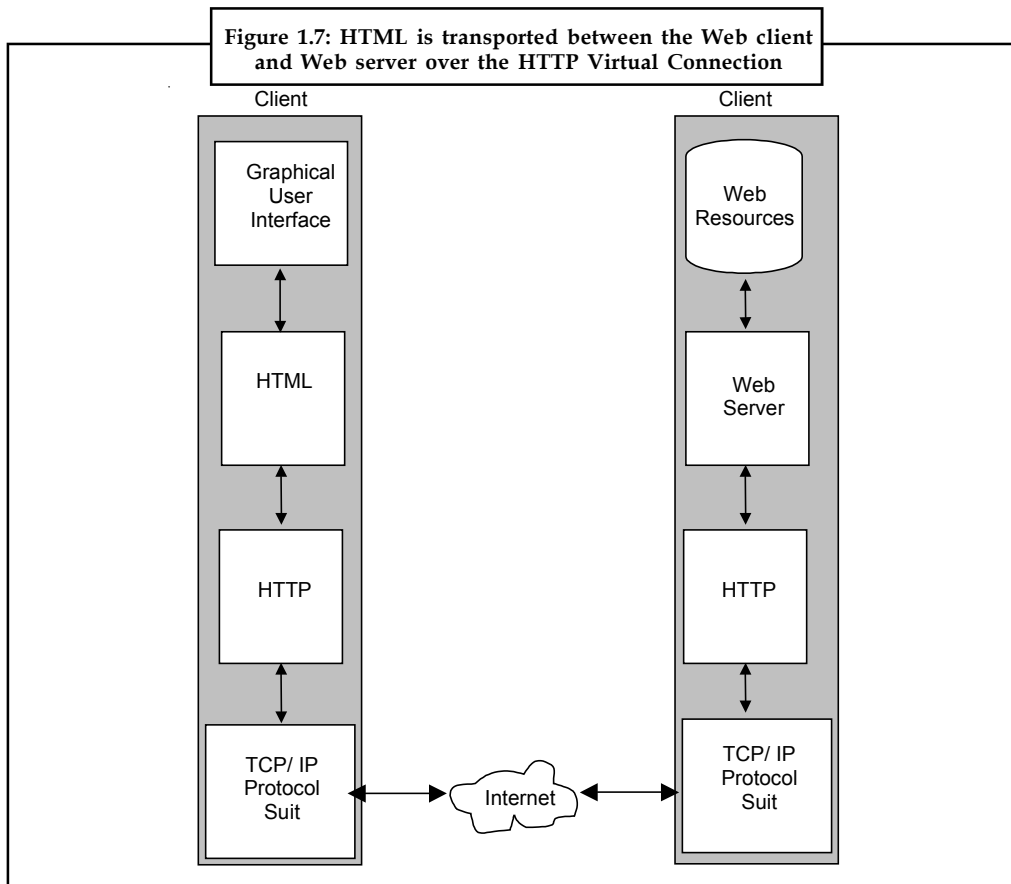 Figure 1.7: HTML is transported between the Web client
and Web server over the HTTP Virtual Connection
Client
Graphical
User
Interface
HTML
HTTP
TCP/ IP
Protocol
Suit
Internet
Client
Web
Resources
Web
Server
HTTP
TCP/ IP
Protocol
Suit